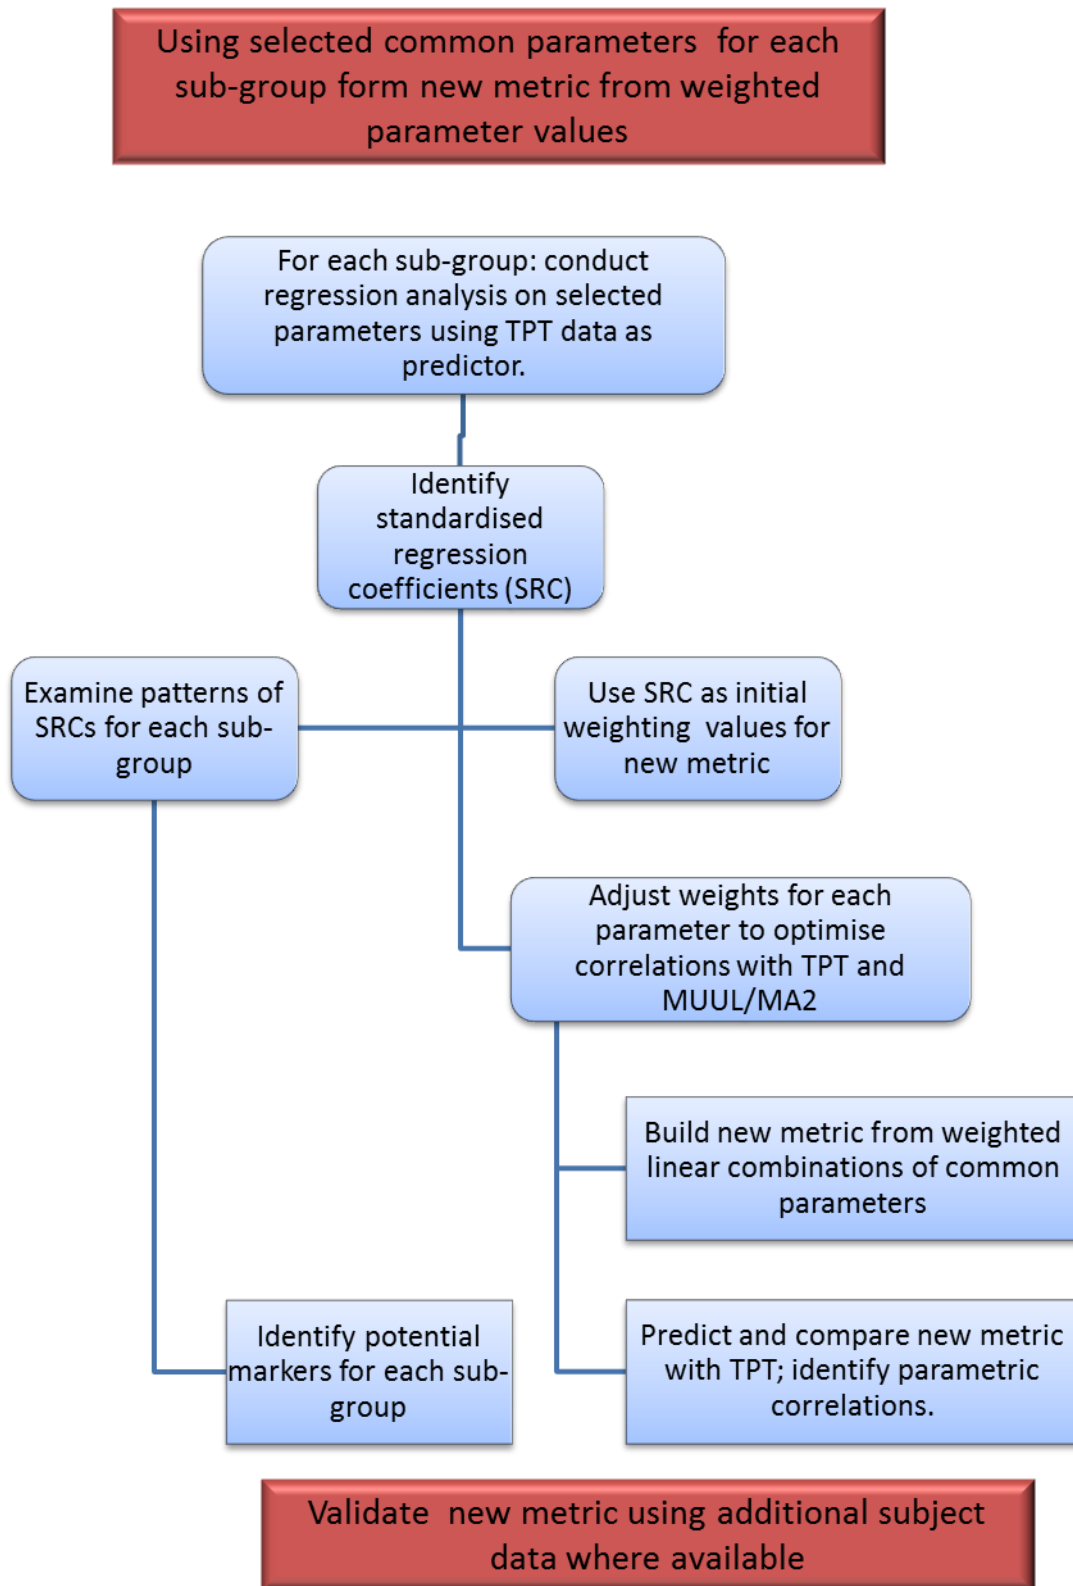 Using selected common parameters  for each
sub-group form new metric from weighted
parameter values
For each sub-group: conduct
regression analysis on selected
parameters using TPT data as
predictor.
Identify
standardised
regression
coefficients (SRC)
Examine patterns of
SRCs for each sub-
group
Use SRC as initial
weighting  values for
new metric
Adjust weights for each
parameter to optimise
correlations with TPT and
MUUL/MA2
Build new metric from weighted
linear combinations of common
parameters
Identify potential
markers for each sub-
group
Predict and compare new metric
with TPT; identify parametric
correlations.
Validate  new metric using additional subject
data where available